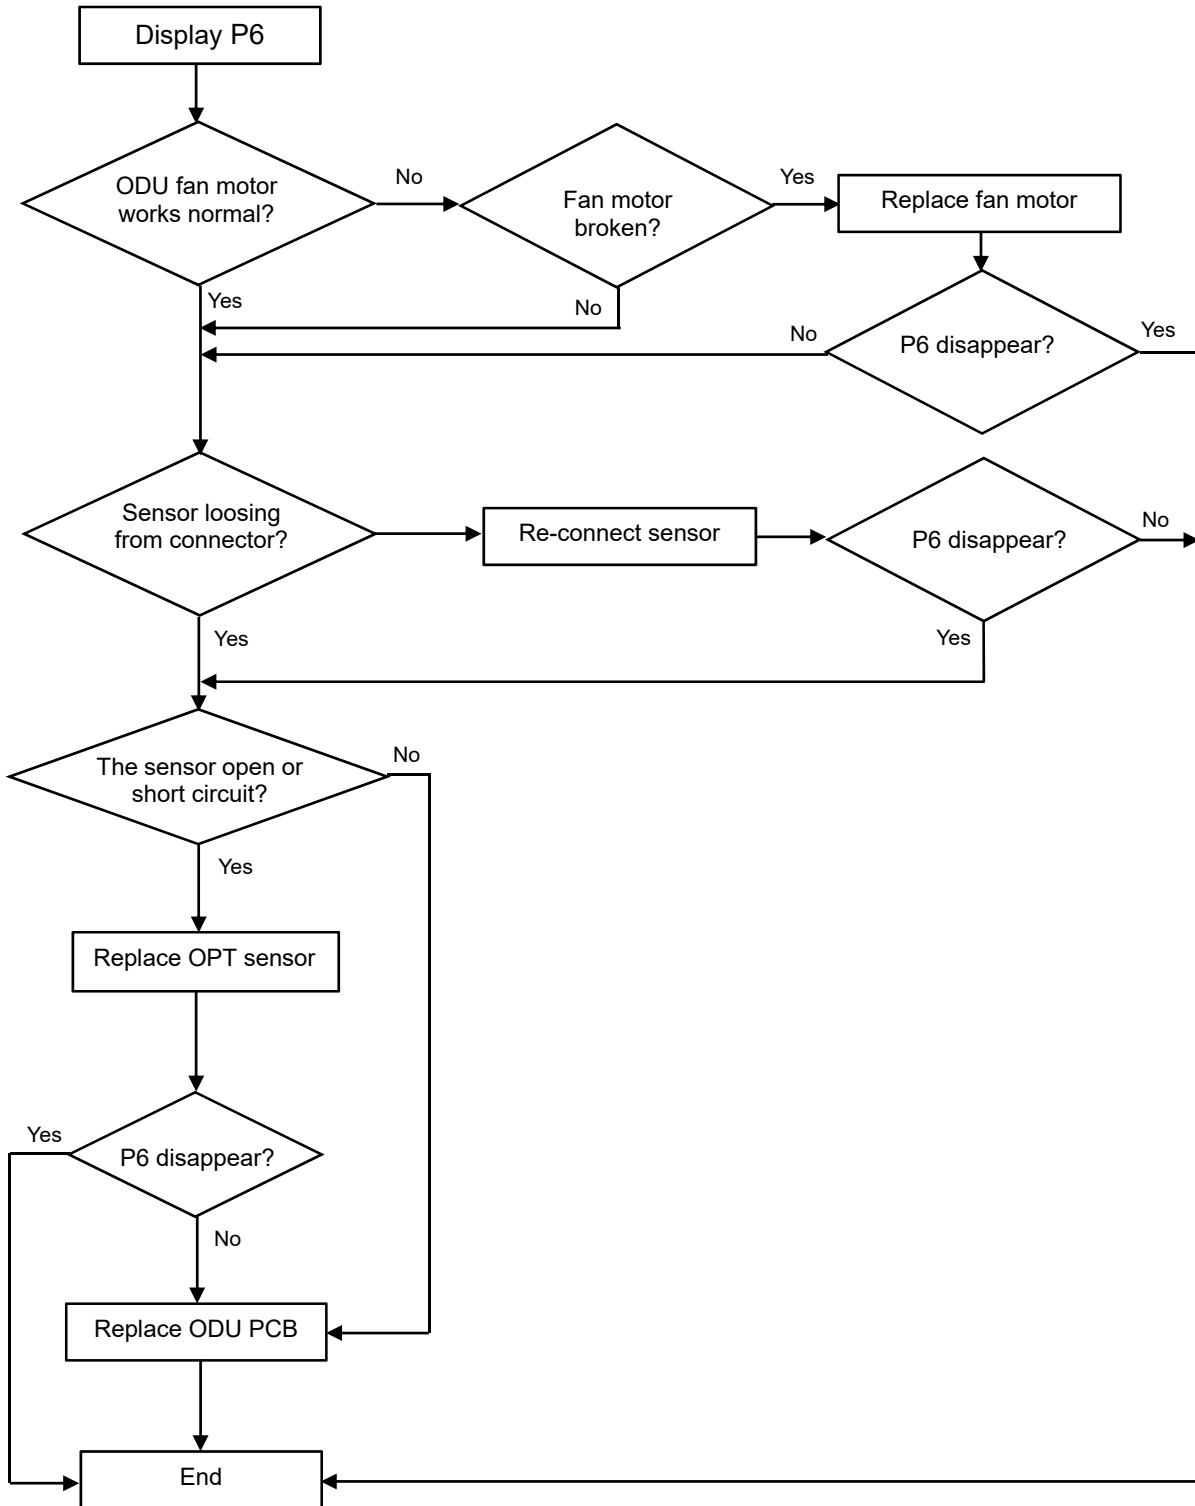 Display P6
ODU fan motor
works normal?
No
Fan motor
broken?
Yes
Replace fan motor
Yes
No
No
P6 disappear?
Yes
Sensor loosing
from connector?
Re-connect sensor
P6 disappear?
No
Yes
Yes
The sensor open or
short circuit?
No
Yes
Replace OPT sensor
Yes
P6 disappear?
No
Replace ODU PCB
End